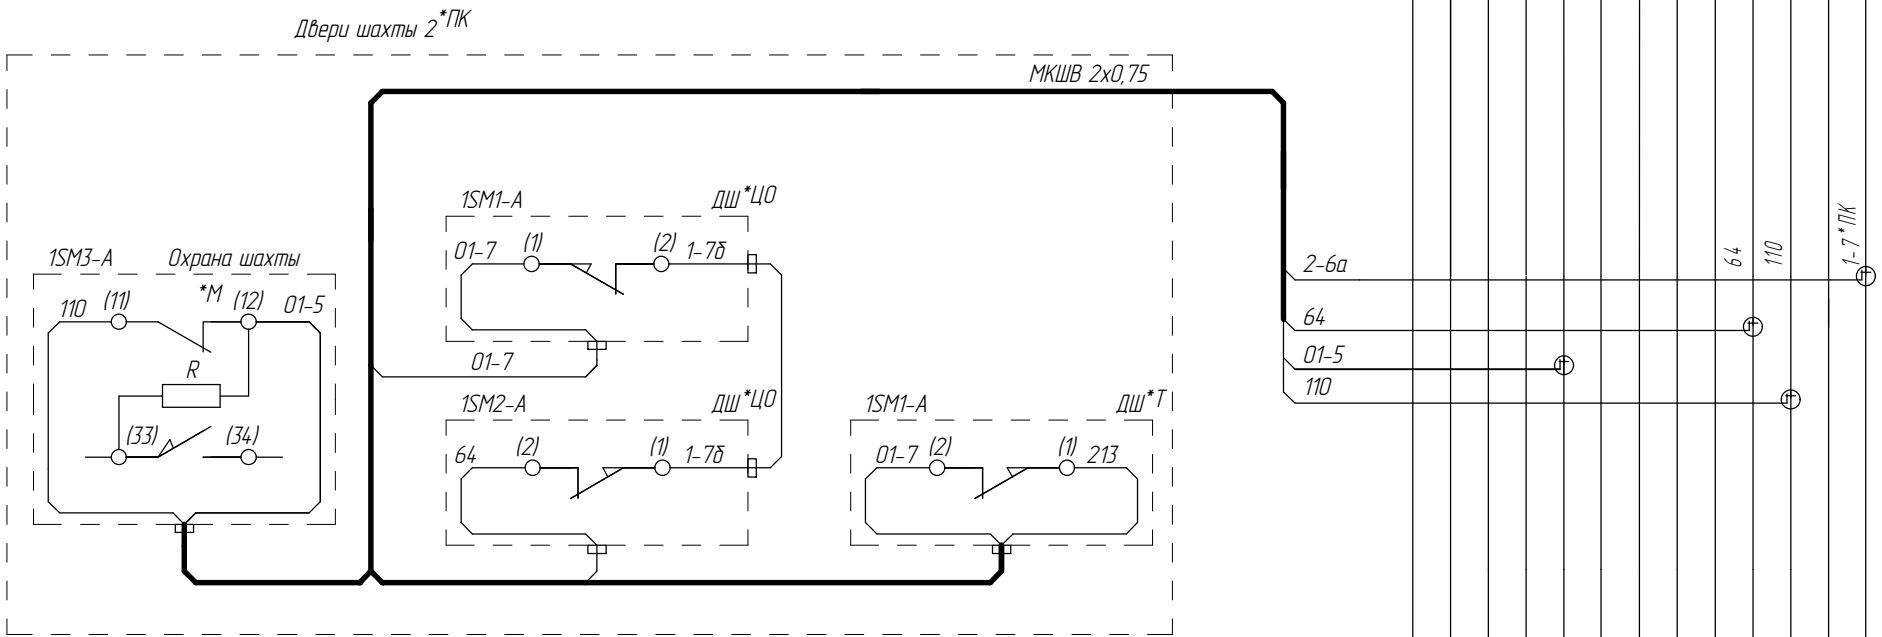 Двери шахты 2*ПК
МКШВ 2х0,75
1SM1-А ДШ*ЦО
01-7 (1) (2) 1-7б
01-7
1SM3-А Охрана шахты
110 (11) *М (12) 01-5
R
(33) (34)
1SM2-А ДШ*ЦО
64 (2) (1) 1-7б
1SM1-А ДШ*Т
01-7 (2) (1) 213
2-6а
64
01-5
110
64
110
1-7*ПК